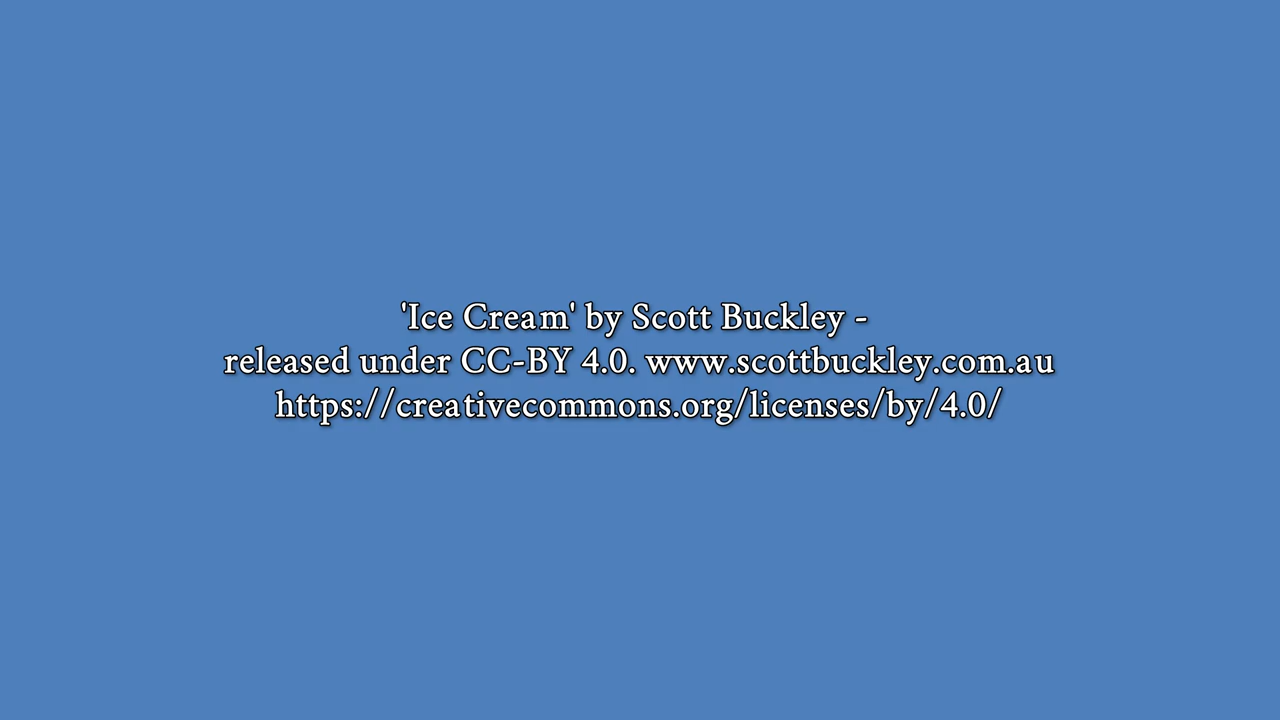 'Ice Cream' by Scott Buckley -
released under CC-BY 4.0. www.scottbuckley.com.au
https://creativecommons.org/licenses/by/4.0/